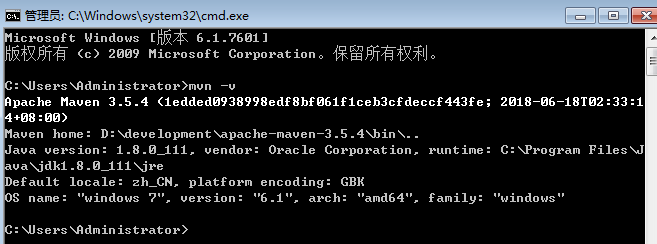 管理员: C:\Windows\system32\cmd.exe
Microsoft Windows [版本 6.1.7601]
版权所有 (c) 2009 Microsoft Corporation。保留所有权利。
C:\Users\Administrator>mvn -v
Apache Maven 3.5.4 (1edded0938998edf8bf061f1ceb3cfdeccf443fe; 2018-06-18T02:33:1
4+08:00)
Maven home: D:\development\apache-maven-3.5.4\bin\..
Java version: 1.8.0_111, vendor: Oracle Corporation, runtime: C:\Program Files\J
ava\jdk1.8.0_111\jre
Default locale: zh_CN, platform encoding: GBK
OS name: "windows 7", version: "6.1", arch: "amd64", family: "windows"
C:\Users\Administrator>